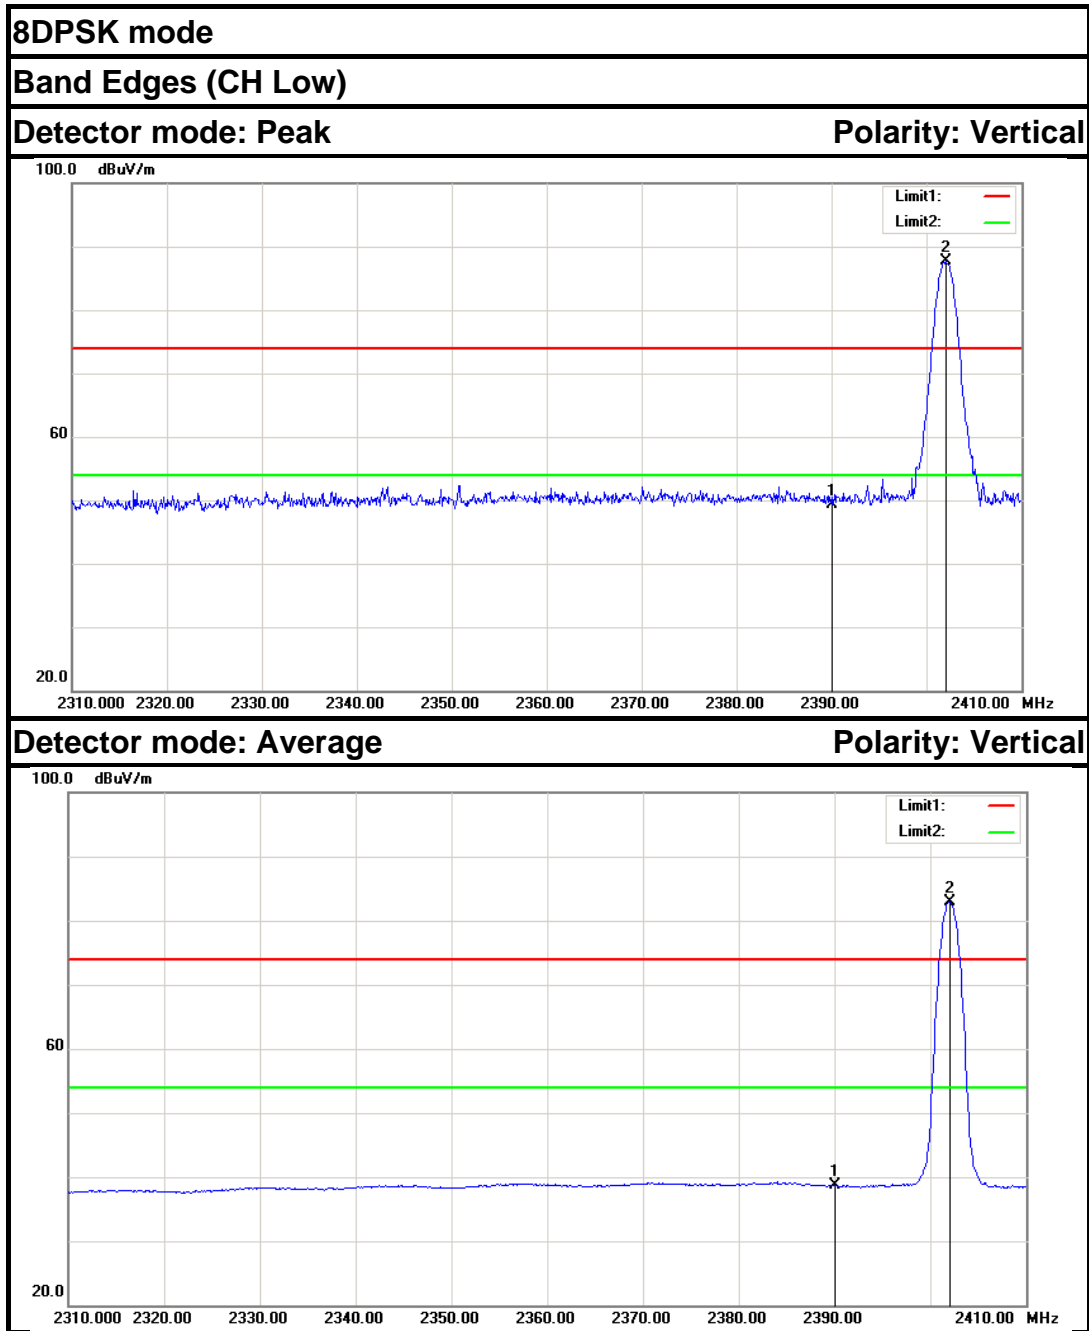 8DPSK mode
Band Edges (CH Low)
Detector mode: Peak Polarity: Vertical
100.0 dBuV/m
Limit1:
Limit2:
2
60
1
20.0
2310.000 2320.00 2330.00 2340.00 2350.00 2360.00 2370.00 2380.00 2390.00 2410.00 MHz
Detector mode: Average Polarity: Vertical
100.0 dBuV/m
Limit1:
Limit2:
2
60
1
20.0
2310.000 2320.00 2330.00 2340.00 2350.00 2360.00 2370.00 2380.00 2390.00 2410.00 MHz